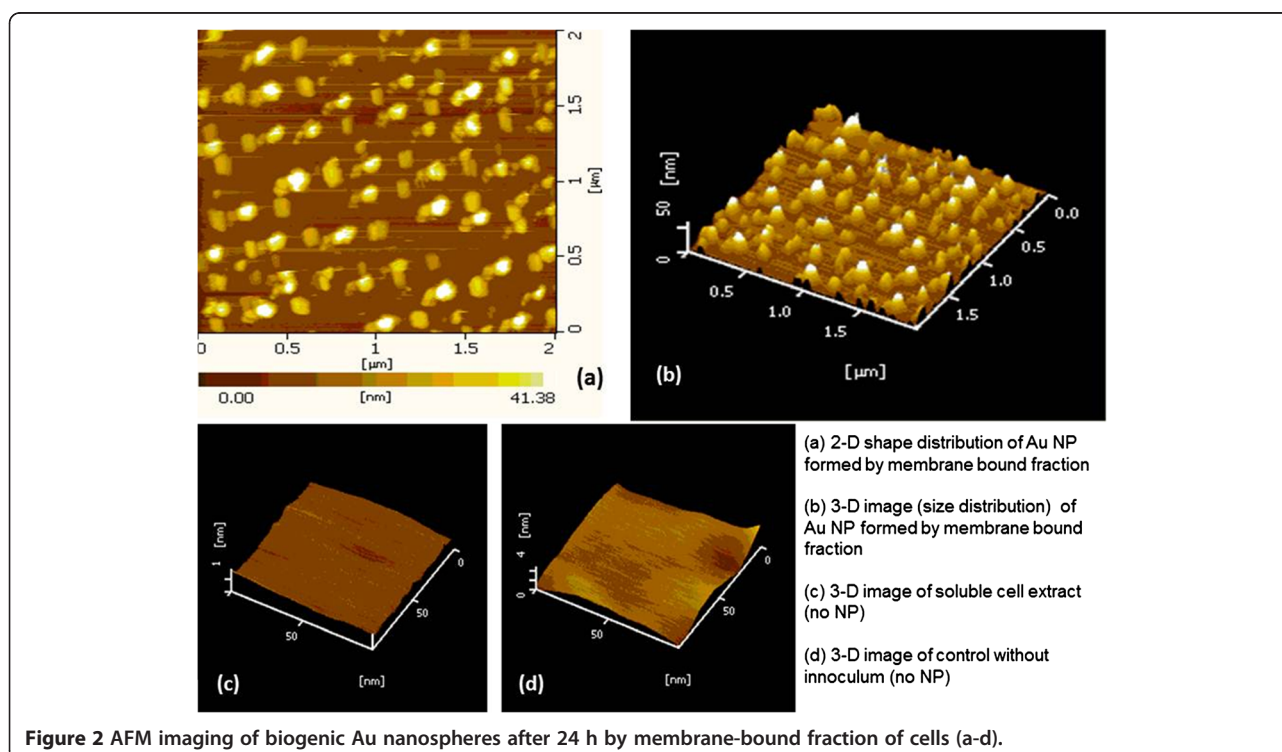 2
1.5
1
[µm]
0.5
0
0
0.5
1
1.5
2
[µm]
0.00
[nm]
41.38
(a)
[nm]
50
0
0.5
1.0
1.5
0.0
0.5
1.0
1.5
[µm]
(b)
[nm]
1
50
50
0
[nm]
(c)
[nm]
4
0
50
50
0
[nm]
(d)
(a) 2-D shape distribution of Au NP
formed by membrane bound fraction
(b) 3-D image (size distribution) of
Au NP formed by membrane bound
fraction
(c) 3-D image of soluble cell extract
(no NP)
(d) 3-D image of control without
innoculum (no NP)
Figure 2 AFM imaging of biogenic Au nanospheres after 24 h by membrane-bound fraction of cells (a-d).